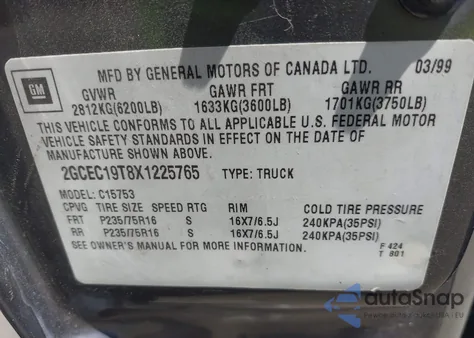 GM
MFD BY GENERAL MOTORS OF CANADA LTD. 03/99
GVWR GAWR FRT GAWR RR
2812KG(6200LB) 1633KG(3600LB) 1701KG(3750LB)
THIS VEHICLE CONFORMS TO ALL APPLICABLE U.S. FEDERAL MOTOR
VEHICLE SAFETY STANDARDS IN EFFECT ON THE DATE OF
MANUFACTURE SHOWN ABOVE.
2GCEC19T8X1225765 TYPE: TRUCK
MODEL: C15753
CPVG TIRE SIZE SPEED RTG RIM COLD TIRE PRESSURE
FRT P235/75R16 S 16X7/6.5J 240KPA(35PSI)
RR P235/75R16 S 16X7/6.5J 240KPA(35PSI)
SEE OWNER'S MANUAL FOR MORE INFORMATION.
F 424
T 801
autaSnap